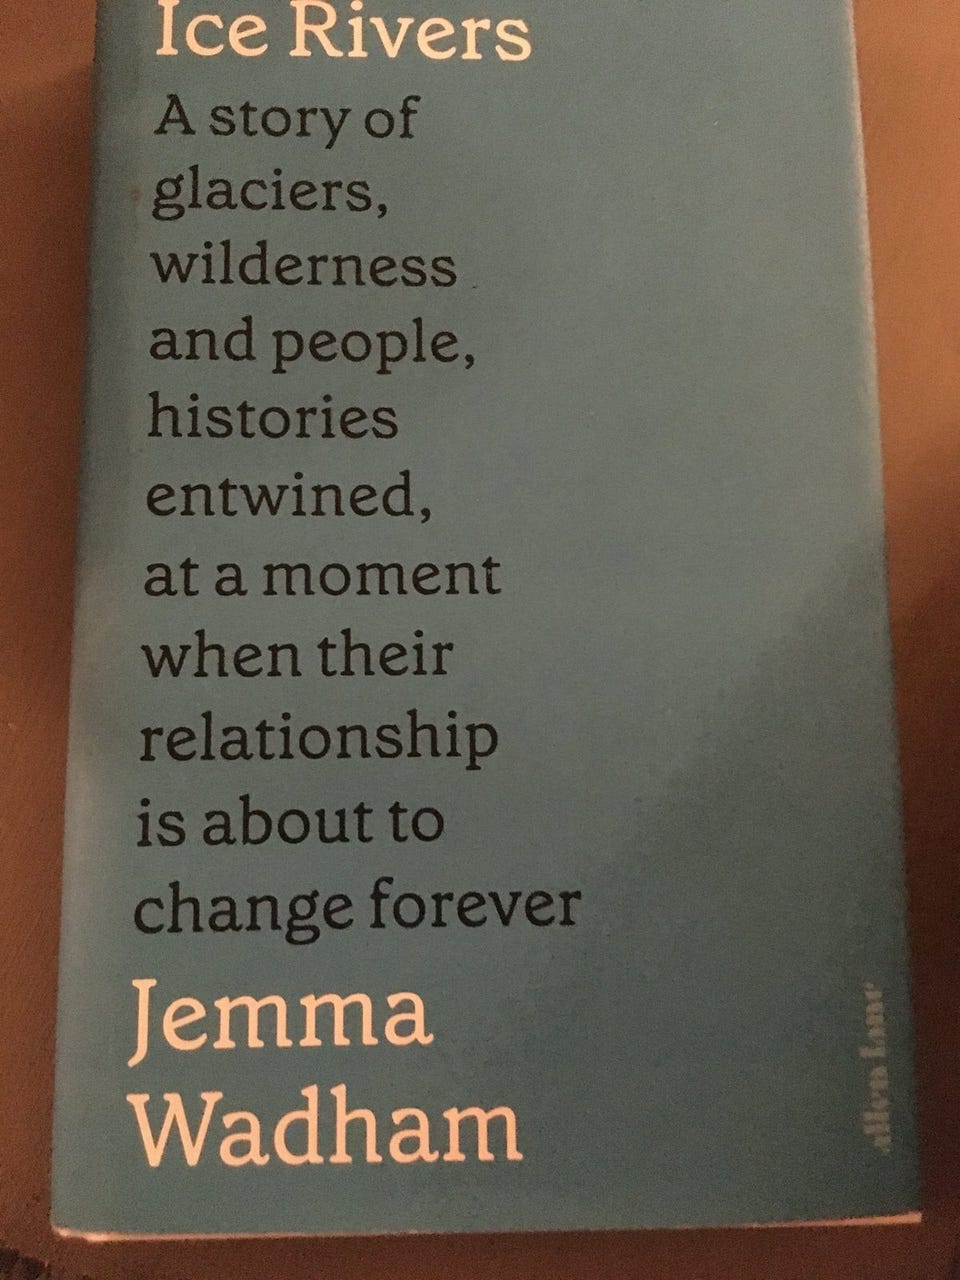 Ice Rivers
A story of
glaciers,
wilderness
and people,
histories
entwined,
at a moment
when their
relationship
is about to
change forever
Jemma
Wadham
allen lane